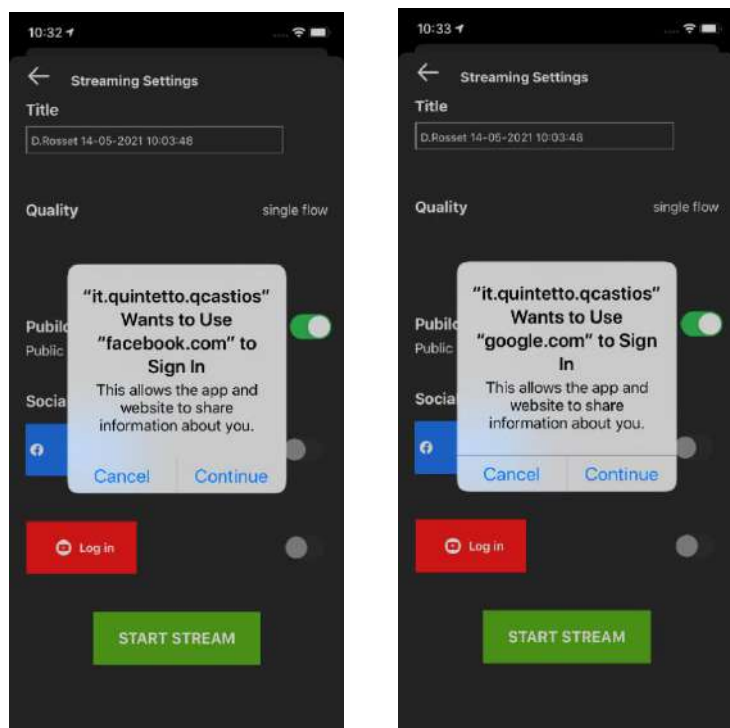 10:32
Streaming Settings
Title
D.Rosset 14-05-2021 10:03:48
Quality single flow
"it.quintetto.qcastios"
Wants to Use
"facebook.com" to
Sign In
This allows the app and
website to share
information about you.
Cancel Continue
Pubilc
Public
Socia
Log in
START STREAM
10:33
Streaming Settings
Title
D.Rosset 14-05-2021 10:03:48
Quality single flow
"it.quintetto.qcastios"
Wants to Use
"google.com" to Sign
In
This allows the app and
website to share
information about you.
Cancel Continue
Pubilc
Public
Socia
Log in
START STREAM